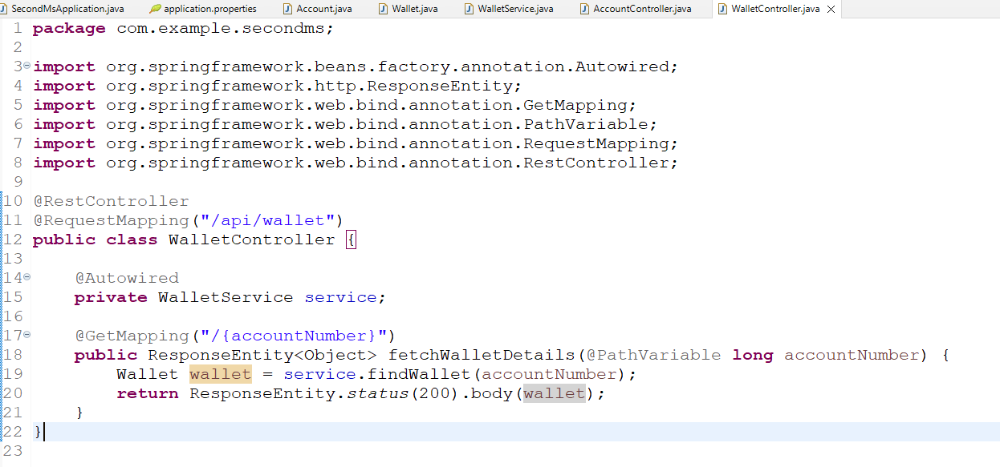 SecondMsApplication.java application.properties Account.java Wallet.java WalletService.java AccountController.java WalletController.java
1 package com.example.secondms;
2
3 import org.springframework.beans.factory.annotation.Autowired;
4 import org.springframework.http.ResponseEntity;
5 import org.springframework.web.bind.annotation.GetMapping;
6 import org.springframework.web.bind.annotation.PathVariable;
7 import org.springframework.web.bind.annotation.RequestMapping;
8 import org.springframework.web.bind.annotation.RestController;
9
10 @RestController
11 @RequestMapping("/api/wallet")
12 public class WalletController {
13
14     @Autowired
15     private WalletService service;
16
17     @GetMapping("/{accountNumber}")
18     public ResponseEntity<Object> fetchWalletDetails(@PathVariable long accountNumber) {
19         Wallet wallet = service.findWallet(accountNumber);
20         return ResponseEntity.status(200).body(wallet);
21     }
22 }
23